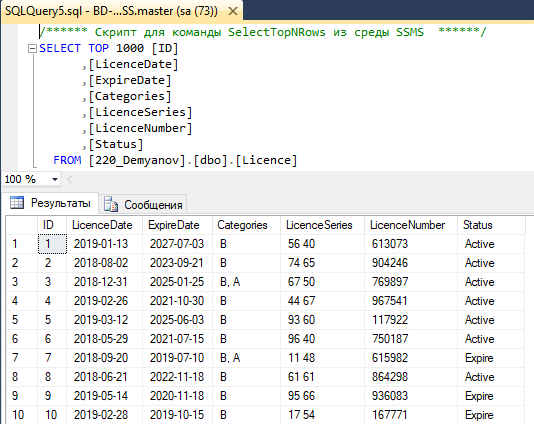 SQLQuery5.sql - BD-...SS.master (sa (73))
/****** Скрипт для команды SelectTopNRows из среды SSMS ******/
SELECT TOP 1000 [ID]
,[LicenceDate]
,[ExpireDate]
,[Categories]
,[LicenceSeries]
,[LicenceNumber]
,[Status]
FROM [220_Demyanov].[dbo].[Licence]
100 %
Результаты Сообщения
ID LicenceDate ExpireDate Categories LicenceSeries LicenceNumber Status
1 1 2019-01-13 2027-07-03 B 56 40 613073 Active
2 2 2018-08-02 2023-09-21 B 74 65 904246 Active
3 3 2018-12-31 2025-01-25 B, A 67 50 769897 Active
4 4 2019-02-26 2021-10-30 B 44 67 967541 Active
5 5 2019-03-12 2025-06-03 B 93 60 117922 Active
6 6 2018-05-29 2021-07-15 B 96 40 750187 Active
7 7 2018-09-20 2019-07-10 B, A 11 48 615982 Expire
8 8 2018-06-21 2022-11-18 B 61 61 864298 Active
9 9 2019-05-14 2020-11-18 B 95 66 936083 Expire
10 10 2019-02-28 2019-10-15 B 17 54 167771 Expire